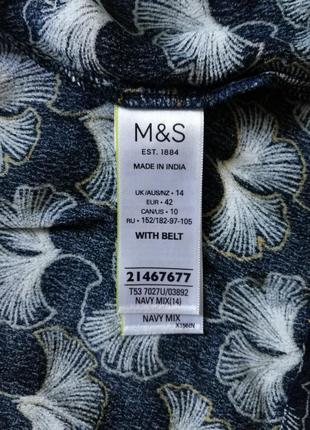 M&S
EST. 1884
MADE IN INDIA
UK/AUS/NZ • 14
EUR • 42
CAN/US • 10
RU • 152/182-97-105
WITH BELT
21467677
T53 7027U/03892
NAVY MIX(14)
NAVY MIX
X156IN